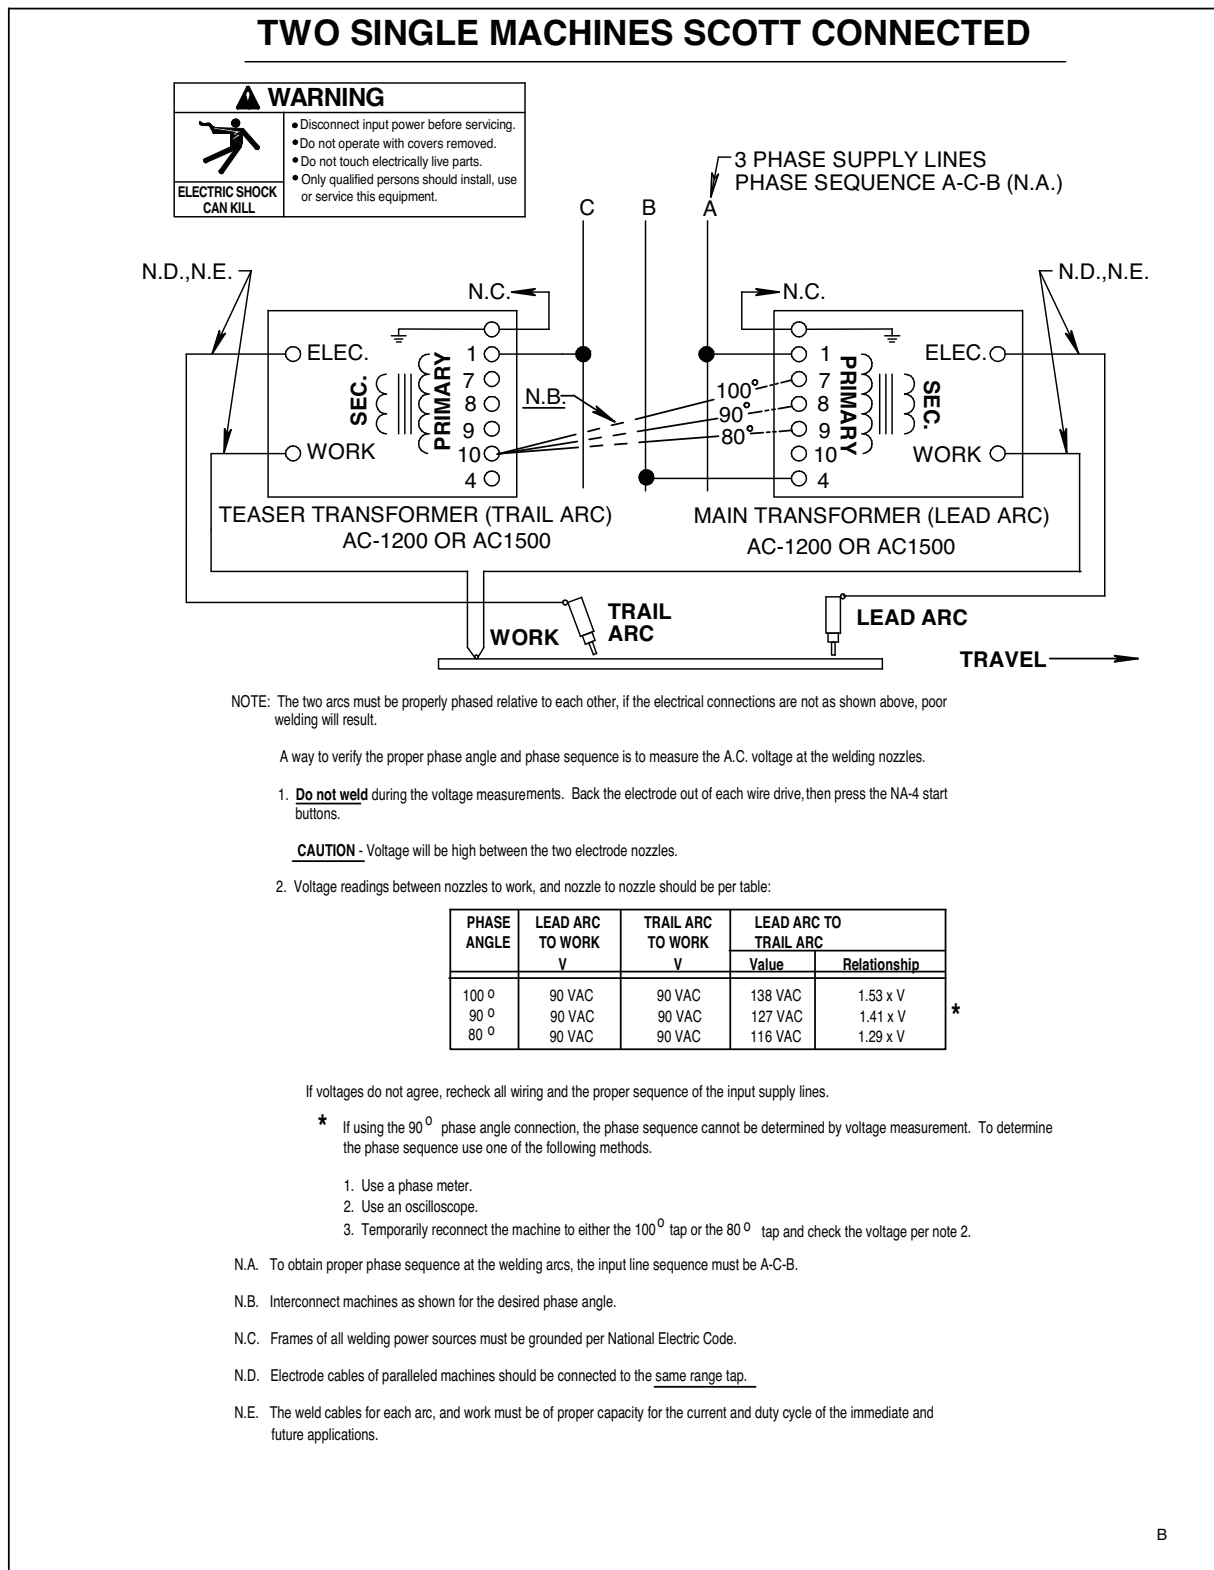 TWO SINGLE MACHINES SCOTT CONNECTED
WARNING
ELECTRIC SHOCK
CAN KILL
● Disconnect input power before servicing.
● Do not operate with covers removed.
● Do not touch electrically live parts.
● Only qualified persons should install, use
or service this equipment.
3 PHASE SUPPLY LINES
PHASE SEQUENCE A-C-B (N.A.)
C B A
N.D.,N.E.
N.C.
N.C.
N.D.,N.E.
ELEC.
WORK
SEC.
PRIMARY
1
7
8
9
10
4
N.B.
100°
90°
80°
1
7
8
9
10
4
PRIMARY
SEC.
ELEC.
WORK
TEASER TRANSFORMER (TRAIL ARC)
AC-1200 OR AC1500
MAIN TRANSFORMER (LEAD ARC)
AC-1200 OR AC1500
WORK
TRAIL
ARC
LEAD ARC
TRAVEL
NOTE: The two arcs must be properly phased relative to each other, if the electrical connections are not as shown above, poor
welding will result.
A way to verify the proper phase angle and phase sequence is to measure the A.C. voltage at the welding nozzles.
1. Do not weld during the voltage measurements. Back the electrode out of each wire drive, then press the NA-4 start
buttons.
CAUTION - Voltage will be high between the two electrode nozzles.
2. Voltage readings between nozzles to work, and nozzle to nozzle should be per table:
PHASE LEAD ARC TRAIL ARC LEAD ARC TO
ANGLE TO WORK TO WORK TRAIL ARC
V V Value Relationship
100 o 90 VAC 90 VAC 138 VAC 1.53 x V
90 o 90 VAC 90 VAC 127 VAC 1.41 x V *
80 o 90 VAC 90 VAC 116 VAC 1.29 x V
If voltages do not agree, recheck all wiring and the proper sequence of the input supply lines.
* If using the 90 o phase angle connection, the phase sequence cannot be determined by voltage measurement. To determine
the phase sequence use one of the following methods.
1. Use a phase meter.
2. Use an oscilloscope.
3. Temporarily reconnect the machine to either the 100 o tap or the 80 o tap and check the voltage per note 2.
N.A. To obtain proper phase sequence at the welding arcs, the input line sequence must be A-C-B.
N.B. Interconnect machines as shown for the desired phase angle.
N.C. Frames of all welding power sources must be grounded per National Electric Code.
N.D. Electrode cables of paralleled machines should be connected to the same range tap.
N.E. The weld cables for each arc, and work must be of proper capacity for the current and duty cycle of the immediate and
future applications.
B